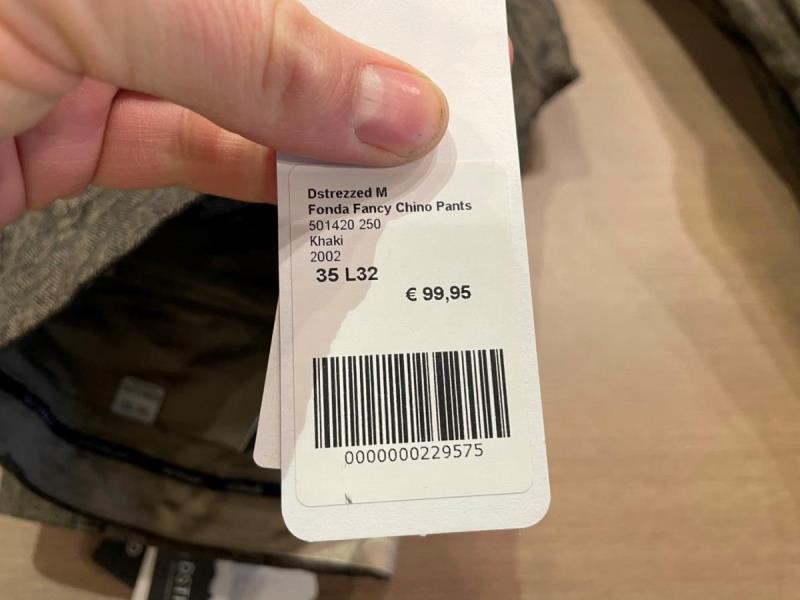 Dstrezzed M
Fonda Fancy Chino Pants
501420 250
Khaki
2002
35 L32
€ 99,95
0000000229575